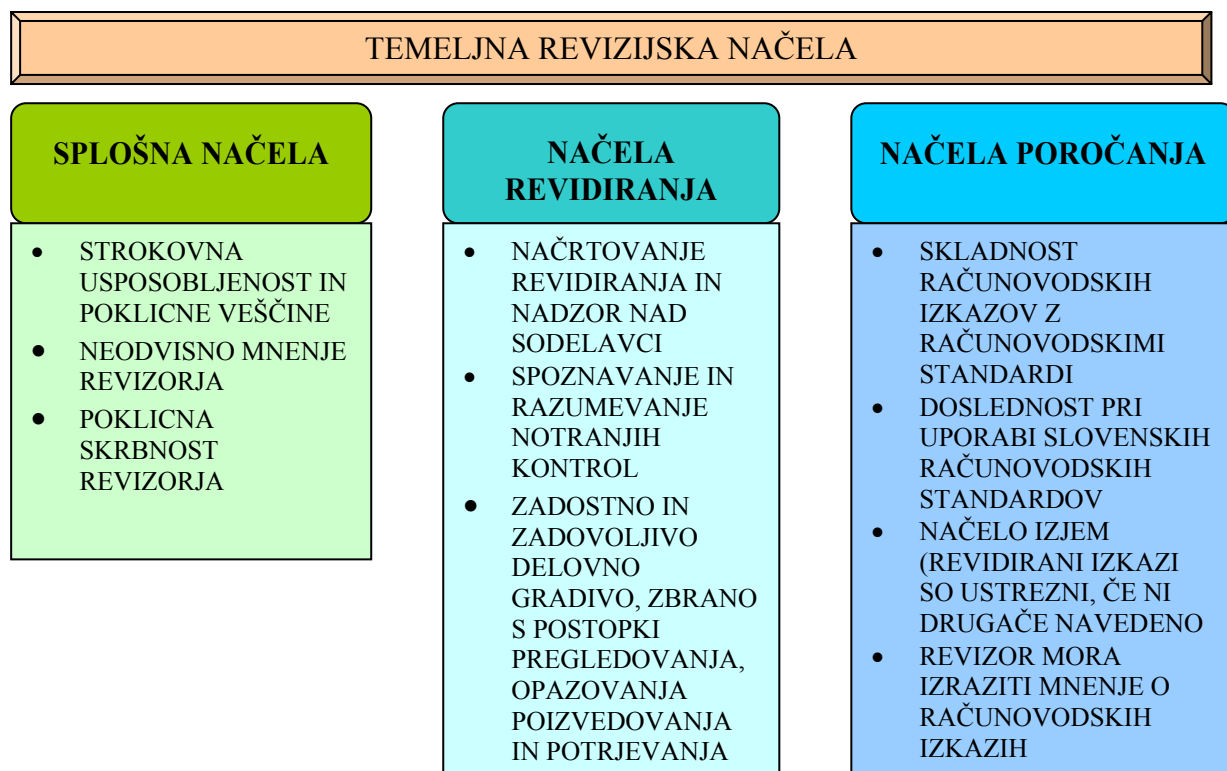 TEMELJNA REVIZIJSKA NAČELA
SPLOŠNA NAČELA
• STROKOVNA
USPOSOBLJENOST IN
POKLICNE VEŠČINE
• NEODVISNO MNENJE
REVIZORJA
• POKLICNA
SKRBNOST
REVIZORJA
NAČELA
REVIDIRANJA
• NAČRTOVANJE
REVIDIRANJA IN
NADZOR NAD
SODELAVCI
• SPOZNAVANJE IN
RAZUMEVANJE
NOTRANJIH
KONTROL
• ZADOSTNO IN
ZADOVOLJIVO
DELOVNO
GRADIVO, ZBRANO
S POSTOPKI
PREGLEDOVANJA,
OPAZOVANJA
POIZVEDOVANJA
IN POTRJEVANJA
NAČELA POROČANJA
• SKLADNOST
RAČUNOVODSKIH
IZKAZOV Z
RAČUNOVODSKIMI
STANDARDI
• DOSLEDNOST PRI
UPORABI SLOVENSKIH
RAČUNOVODSKIH
STANDARDOV
• NAČELO IZJEM
(REVIDIRANI IZKAZI
SO USTREZNI, ČE NI
DRUGAČE NAVEDENO
• REVIZOR MORA
IZRAZITI MNENJE O
RAČUNOVODSKIH
IZKAZIH